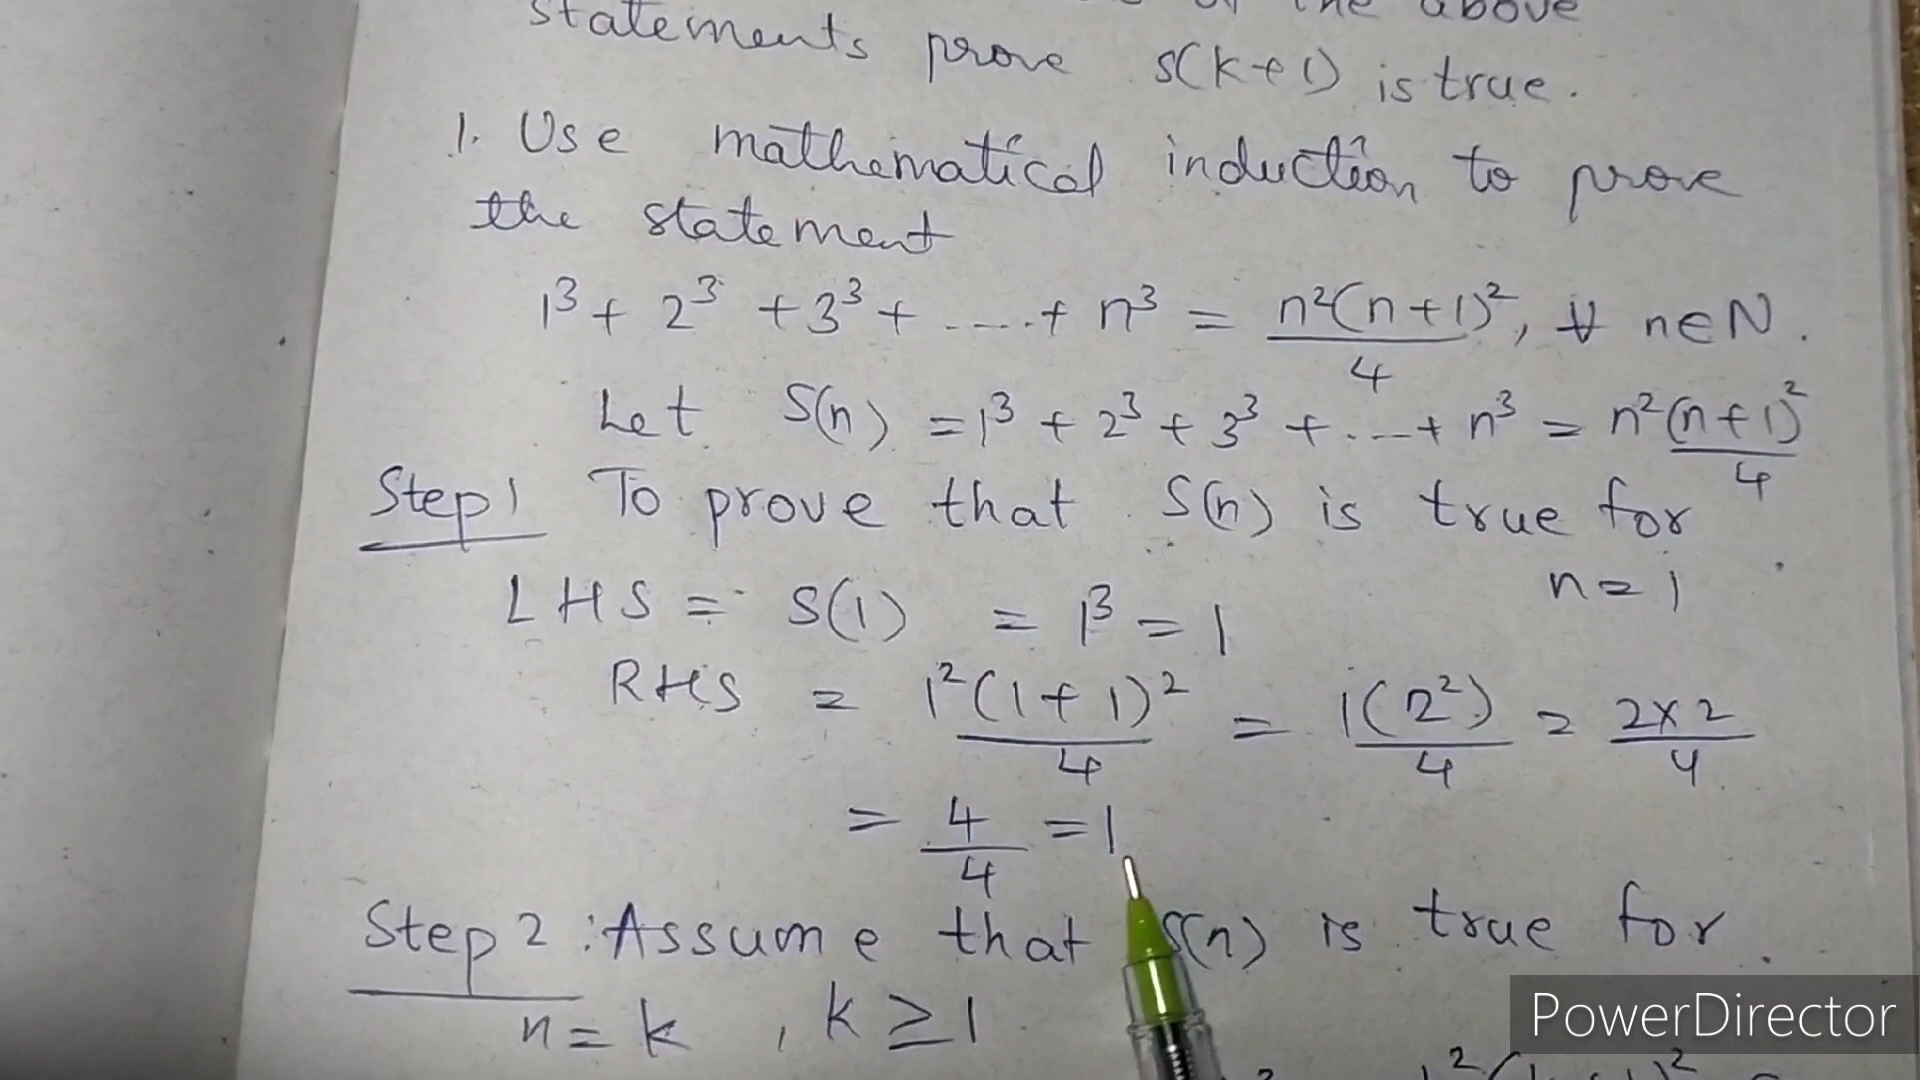 the above
statements prove s(k+1) is true.
1. Use mathematical induction to prove
the statement
1³ + 2³ + 3³ + ..... + n³ = n²(n+1)²/4, ∀ n∈N.
Let S(n) = 1³ + 2³ + 3³ + ... + n³ = n²(n+1)²/4
Step 1 To prove that S(n) is true for
n = 1
LHS = S(1) = 1³ = 1
RHS = 1²(1+1)²/4 = 1(2²)/4 = 2×2/4
= 4/4 = 1
Step 2 : Assume that S(n) is true for
n = k , k ≥ 1
PowerDirector